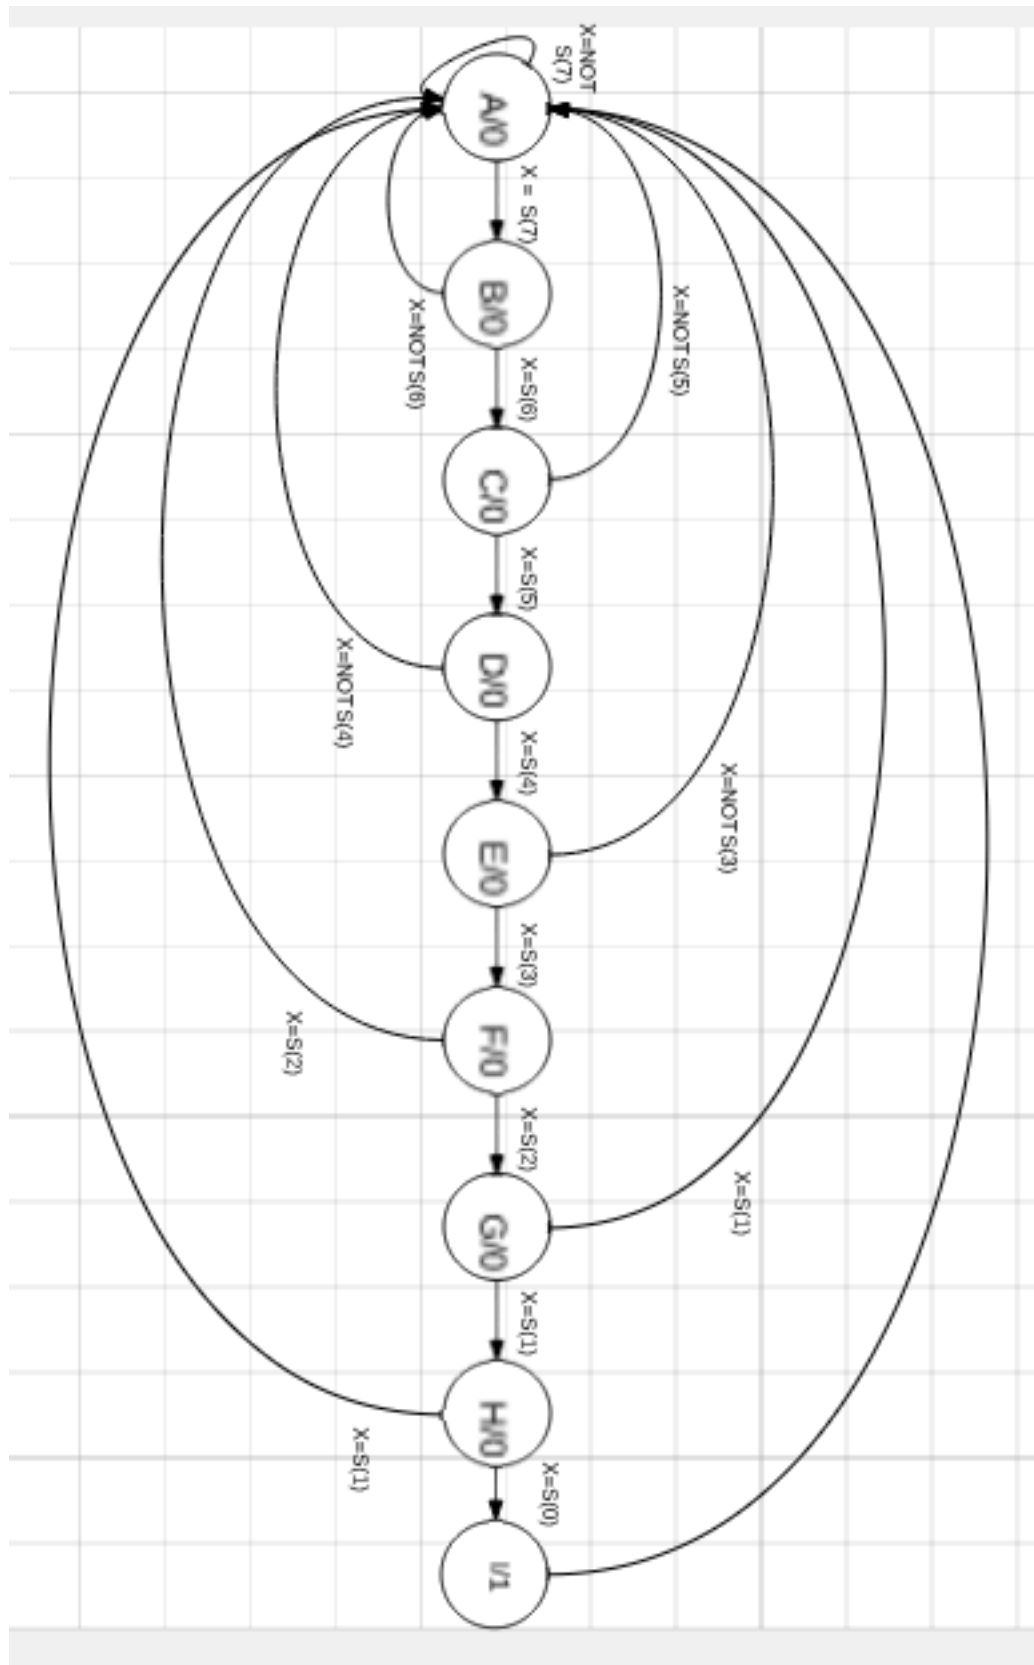 X=NOT
S(7)
A/0
X = S(7)
B/0
X=NOT S(6)
X=NOT S(5)
X=S(6)
C/0
X=S(5)
D/0
X=NOT S(4)
X=S(4)
E/0
X=NOT S(3)
X=S(3)
F/0
X=S(2)
X=S(2)
G/0
X=S(1)
X=S(1)
H/0
X=S(1)
X=S(0)
I/1